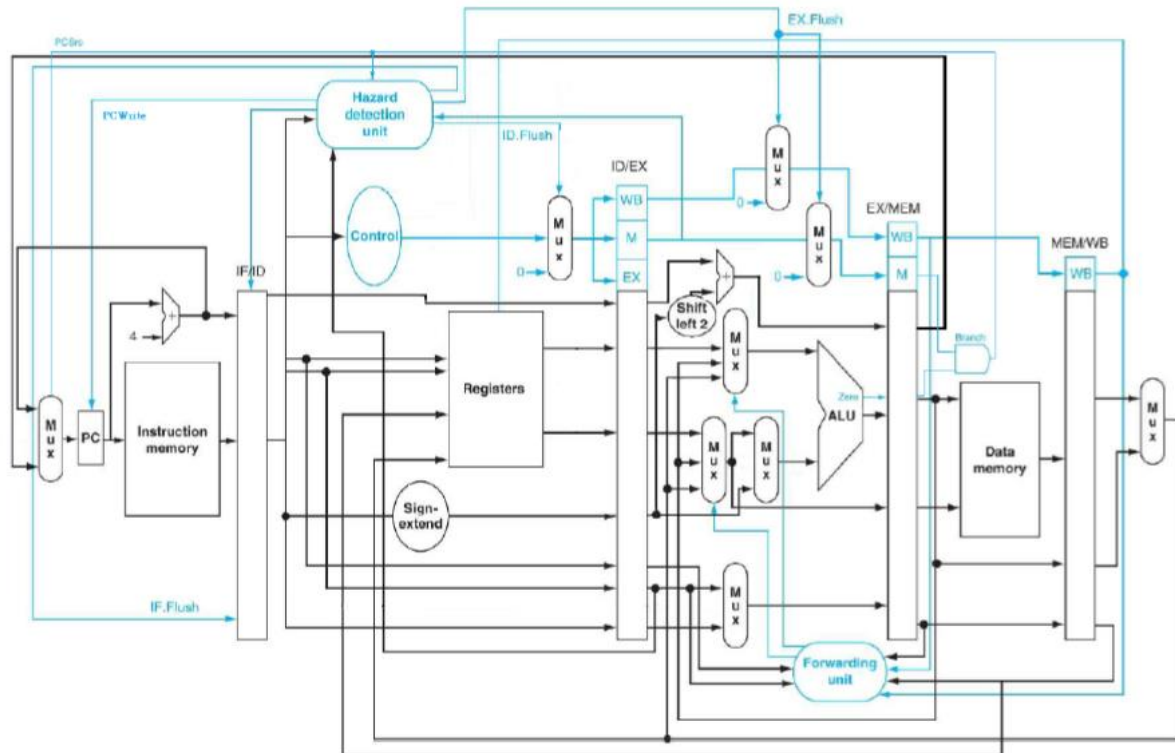 EX.Flush
PCSrc
Hazard
detection
unit
PCWrite
ID.Flush
ID/EX
M
u
x
WB
0
EX/MEM
Control
M
u
x
M
M
u
x
WB
MEM/WB
0
EX
0
M
WB
IF/ID
+
+
Shift
left 2
4
M
u
x
Branch
Registers
Zero
ALU
M
u
x
PC
Instruction
memory
M
u
x
M
u
x
Data
memory
M
u
x
Sign-
extend
M
u
x
IF.Flush
Forwarding
unit